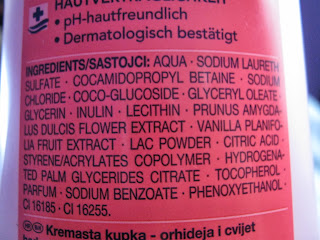 HAUTVERTRÄGLICHKEIT
• pH-hautfreundlich
• Dermatologisch bestätigt
INGREDIENTS/SASTOJCI: AQUA · SODIUM LAURETH
SULFATE · COCAMIDOPROPYL BETAINE · SODIUM
CHLORIDE · COCO-GLUCOSIDE · GLYCERYL OLEATE ·
GLYCERIN · INULIN · LECITHIN · PRUNUS AMYGDA-
LUS DULCIS FLOWER EXTRACT · VANILLA PLANIFO-
LIA FRUIT EXTRACT · LAC POWDER · CITRIC ACID ·
STYRENE/ACRYLATES COPOLYMER · HYDROGENA-
TED PALM GLYCERIDES CITRATE · TOCOPHEROL ·
PARFUM · SODIUM BENZOATE · PHENOXYETHANOL ·
CI 16185 · CI 16255.
Kremasta kupka - orhideja i cvijet